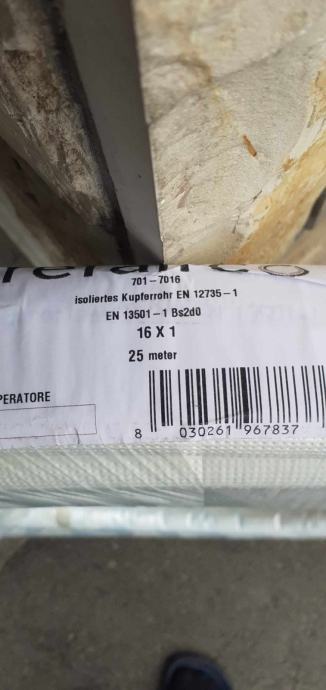 701-7016
isoliertes Kupferrohr EN 12735-1
EN 13501-1 Bs2d0
16 X 1
25 meter
PERATORE
8 030261 967837